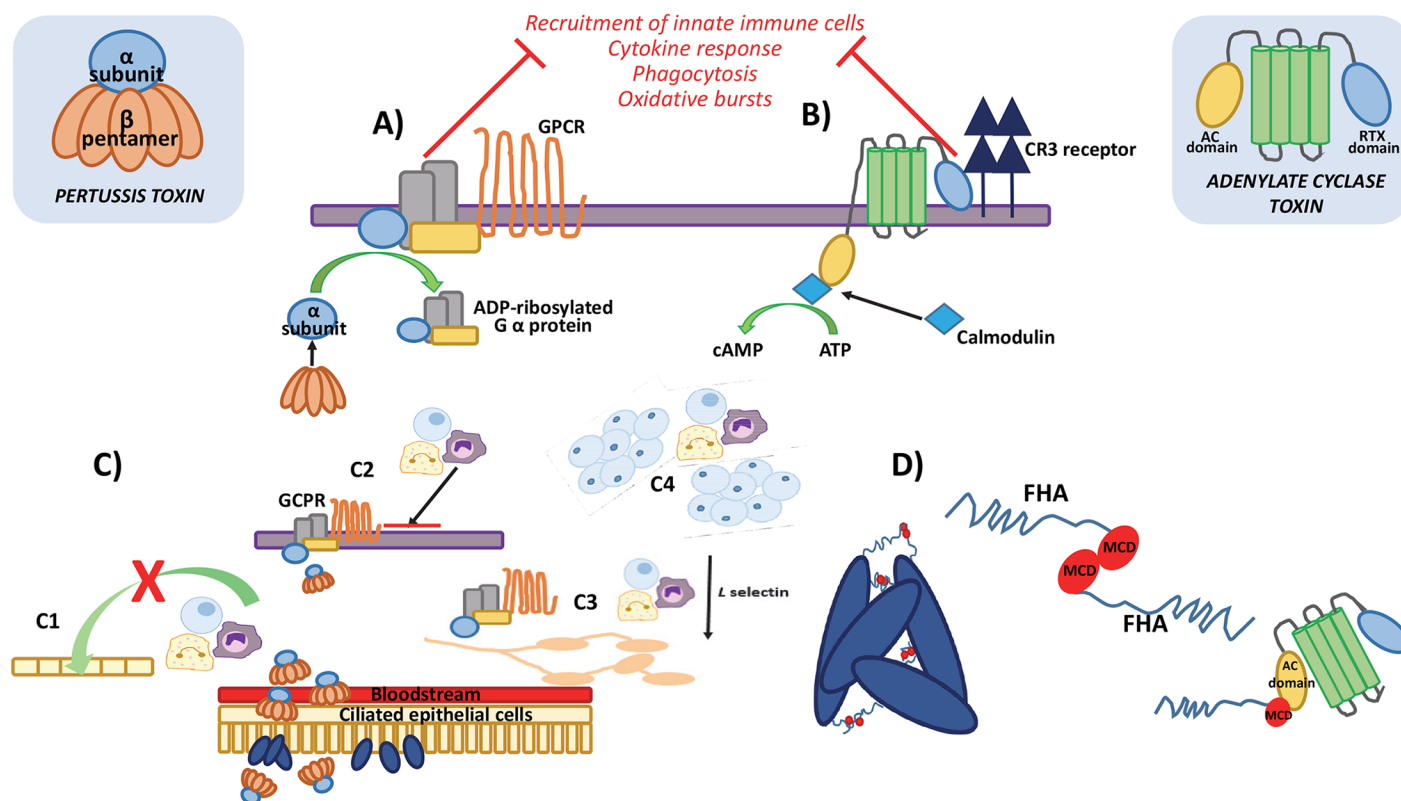 α
subunit
β
pentamer
PERTUSSIS TOXIN
Recruitment of innate immune cells
Cytokine response
Phagocytosis
Oxidative bursts
AC
domain
RTX
domain
ADENYLATE CYCLASE
TOXIN
A)
GPCR
B)
CR3 receptor
α
subunit
ADP-ribosylated
G α protein
cAMP
ATP
Calmodulin
C)
C2
GCPR
C4
C1
C3
L selectin
Bloodstream
Ciliated epithelial cells
D)
FHA
MCD
MCD
FHA
AC
domain
MCD